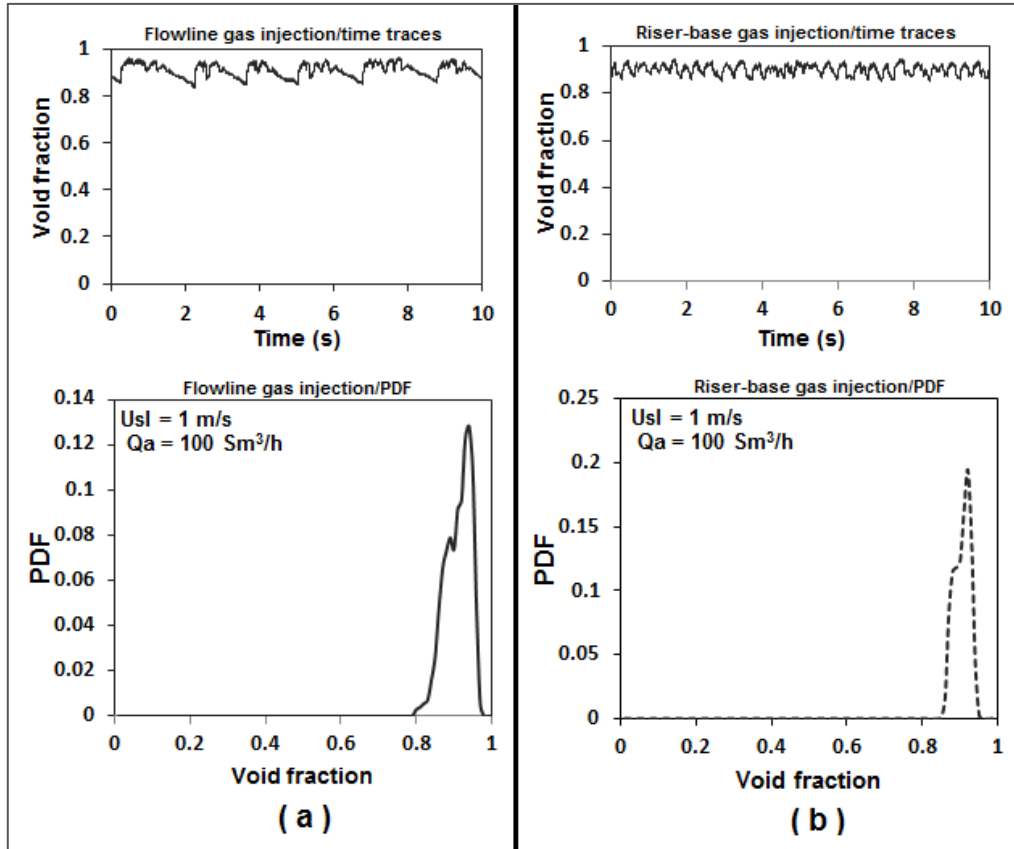 Flowline gas injection/time traces
1
0.8
0.6
0.4
0.2
0
Void fraction
0 2 4 6 8 10
Time (s)
Flowline gas injection/PDF
0.14
0.12
0.1
0.08
0.06
0.04
0.02
0
PDF
Usl = 1 m/s
Qa = 100 Sm³/h
0 0.2 0.4 0.6 0.8 1
Void fraction
( a )
Riser-base gas injection/time traces
1
0.8
0.6
0.4
0.2
0
Void fraction
0 2 4 6 8 10
Time (s)
Riser-base gas injection/PDF
0.25
0.2
0.15
0.1
0.05
0
PDF
Usl = 1 m/s
Qa = 100 Sm³/h
0 0.2 0.4 0.6 0.8 1
Void fraction
( b )